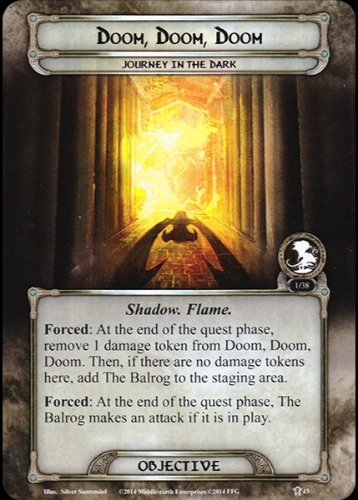 Doom, Doom, Doom
Journey in the Dark
1/38
Shadow. Flame.
Forced: At the end of the quest phase,
remove 1 damage token from Doom, Doom,
Doom. Then, if there are no damage tokens
here, add The Balrog to the staging area.
Forced: At the end of the quest phase, The
Balrog makes an attack if it is in play.
Objective
Illus. Silver Saaremäel ©2014 Middle-earth Enterprises ©2014 FFG 43